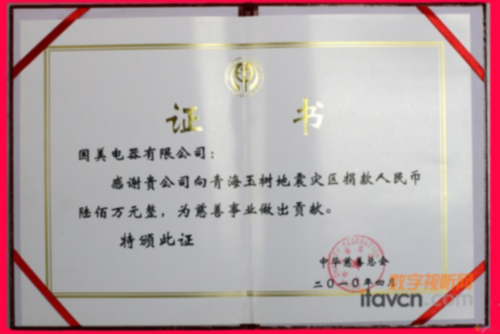 证 书
国美电器有限公司：
感谢贵公司向青海玉树地震灾区捐款人民币
陆佰万元整，为慈善事业做出贡献。
特颁此证
中华慈善总会
二〇一〇年四月
数字视听网
itavcn.com